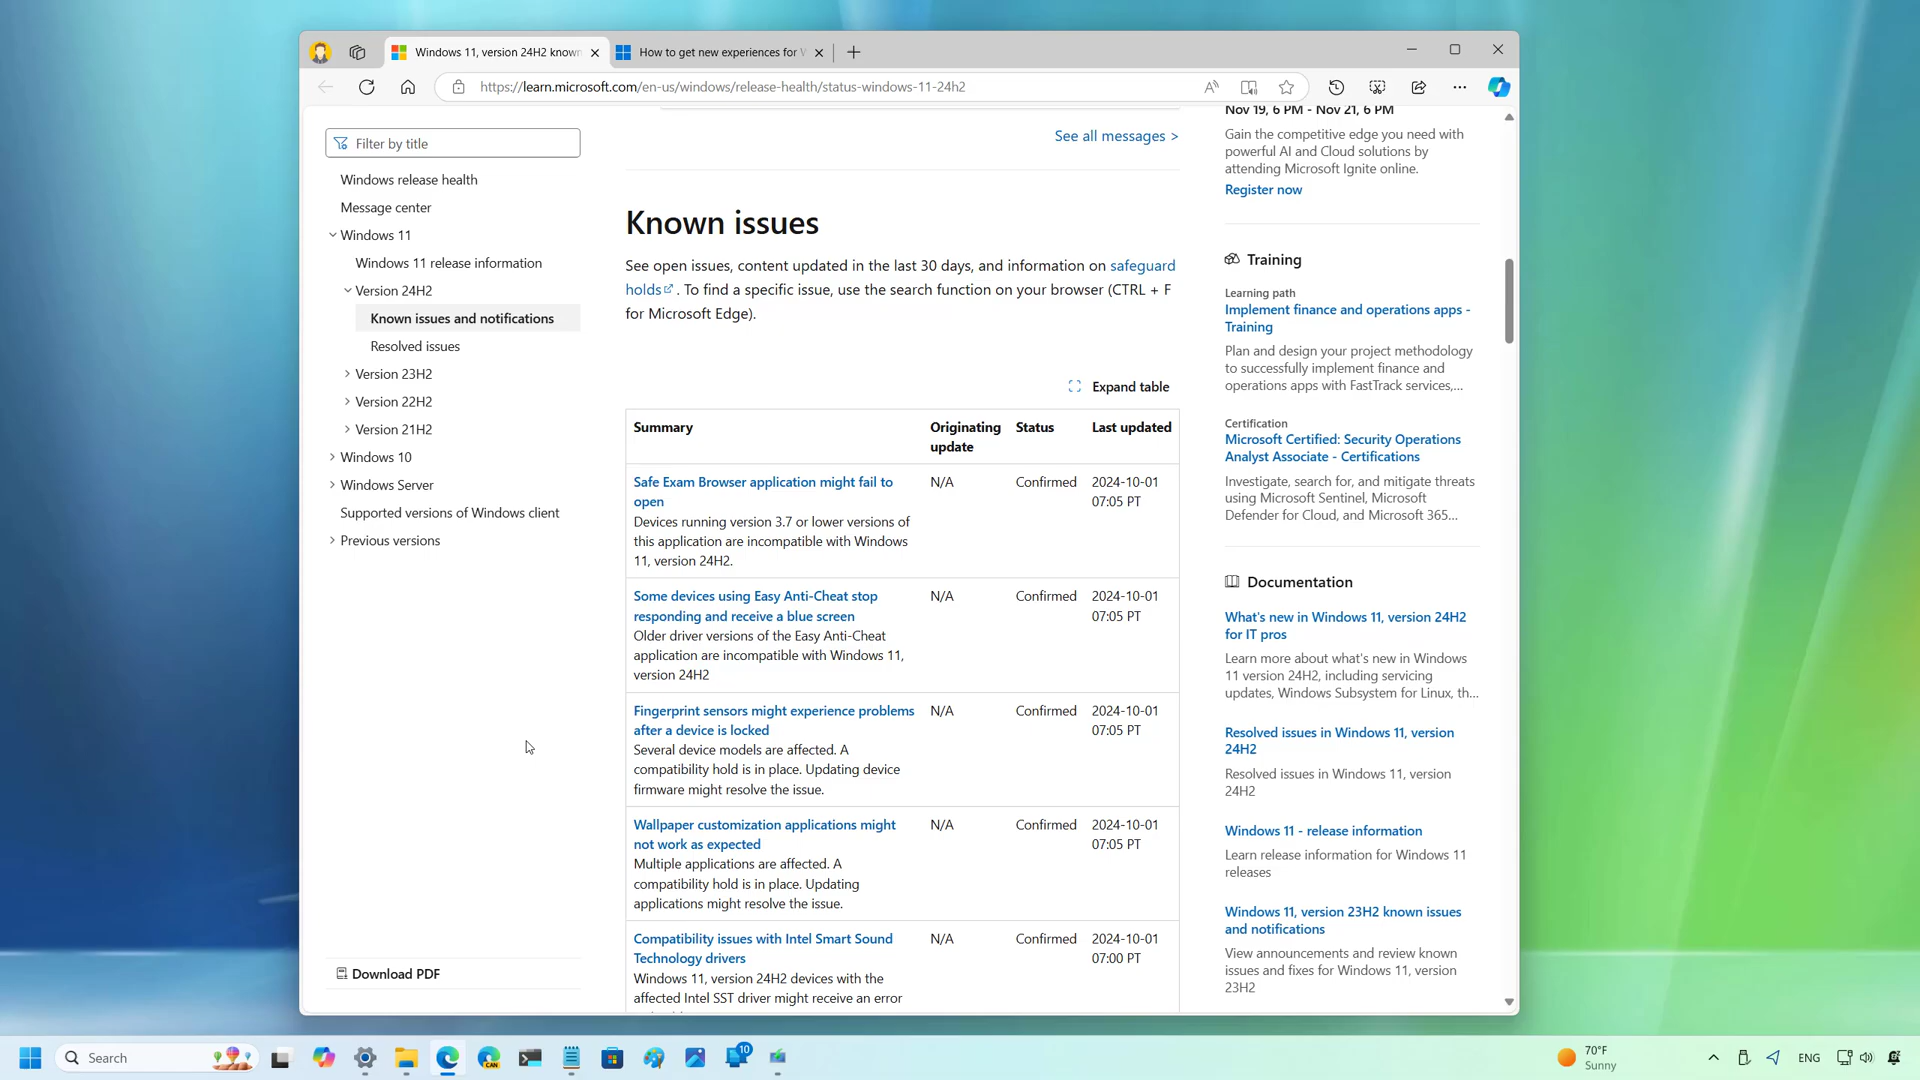 Windows 11, version 24H2 known
How to get new experiences for W
https://learn.microsoft.com/en-us/windows/release-health/status-windows-11-24h2
Filter by title
Windows release health
Message center
Windows 11
Windows 11 release information
Version 24H2
Known issues and notifications
Resolved issues
Version 23H2
Version 22H2
Version 21H2
Windows 10
Windows Server
Supported versions of Windows client
Previous versions
Download PDF
See all messages >
Known issues
See open issues, content updated in the last 30 days, and information on safeguard
holds . To find a specific issue, use the search function on your browser (CTRL + F
for Microsoft Edge).
Expand table
Summary
Originating
update
Status
Last updated
Safe Exam Browser application might fail to
open
Devices running version 3.7 or lower versions of
this application are incompatible with Windows
11, version 24H2.
N/A
Confirmed
2024-10-01
07:05 PT
Some devices using Easy Anti-Cheat stop
responding and receive a blue screen
Older driver versions of the Easy Anti-Cheat
application are incompatible with Windows 11,
version 24H2
N/A
Confirmed
2024-10-01
07:05 PT
Fingerprint sensors might experience problems
after a device is locked
Several device models are affected. A
compatibility hold is in place. Updating device
firmware might resolve the issue.
N/A
Confirmed
2024-10-01
07:05 PT
Wallpaper customization applications might
not work as expected
Multiple applications are affected. A
compatibility hold is in place. Updating
applications might resolve the issue.
N/A
Confirmed
2024-10-01
07:05 PT
Compatibility issues with Intel Smart Sound
Technology drivers
Windows 11, version 24H2 devices with the
affected Intel SST driver might receive an error
N/A
Confirmed
2024-10-01
07:00 PT
Nov 19, 6 PM - Nov 21, 6 PM
Gain the competitive edge you need with
powerful AI and Cloud solutions by
attending Microsoft Ignite online.
Register now
Training
Learning path
Implement finance and operations apps -
Training
Plan and design your project methodology
to successfully implement finance and
operations apps with FastTrack services,...
Certification
Microsoft Certified: Security Operations
Analyst Associate - Certifications
Investigate, search for, and mitigate threats
using Microsoft Sentinel, Microsoft
Defender for Cloud, and Microsoft 365...
Documentation
What's new in Windows 11, version 24H2
for IT pros
Learn more about what's new in Windows
11 version 24H2, including servicing
updates, Windows Subsystem for Linux, th...
Resolved issues in Windows 11, version
24H2
Resolved issues in Windows 11, version
24H2
Windows 11 - release information
Learn release information for Windows 11
releases
Windows 11, version 23H2 known issues
and notifications
View announcements and review known
issues and fixes for Windows 11, version
23H2
Search
CAN
10
70°F
Sunny
ENG